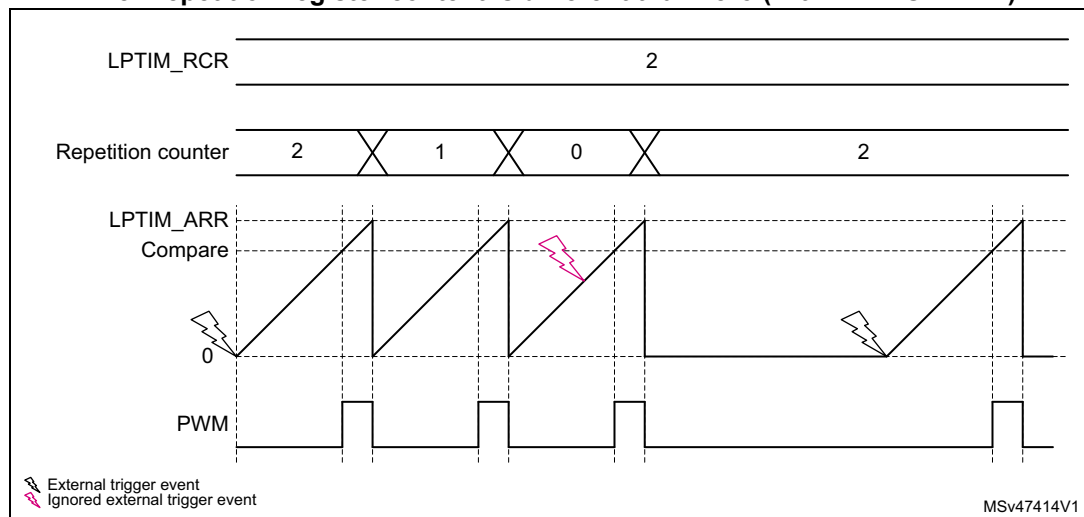 LPTIM_RCR
2
Repetition counter
2
1
0
2
LPTIM_ARR
Compare
0
PWM
External trigger event
Ignored external trigger event
MSv47414V1